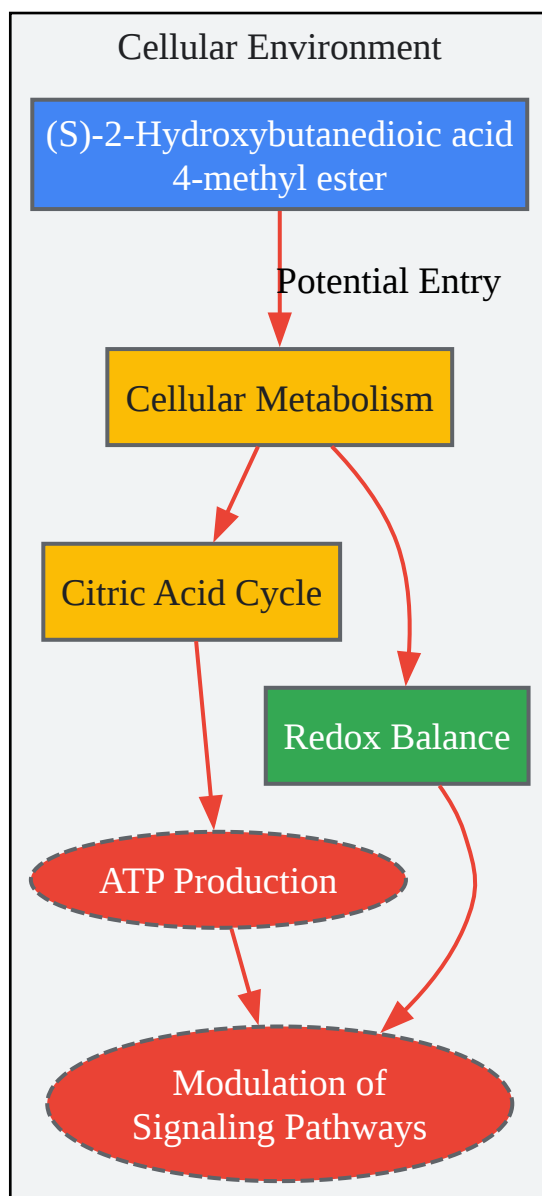 Cellular Environment
(S)-2-Hydroxybutanedioic acid
4-methyl ester
Potential Entry
Cellular Metabolism
Citric Acid Cycle
Redox Balance
ATP Production
Modulation of
Signaling Pathways